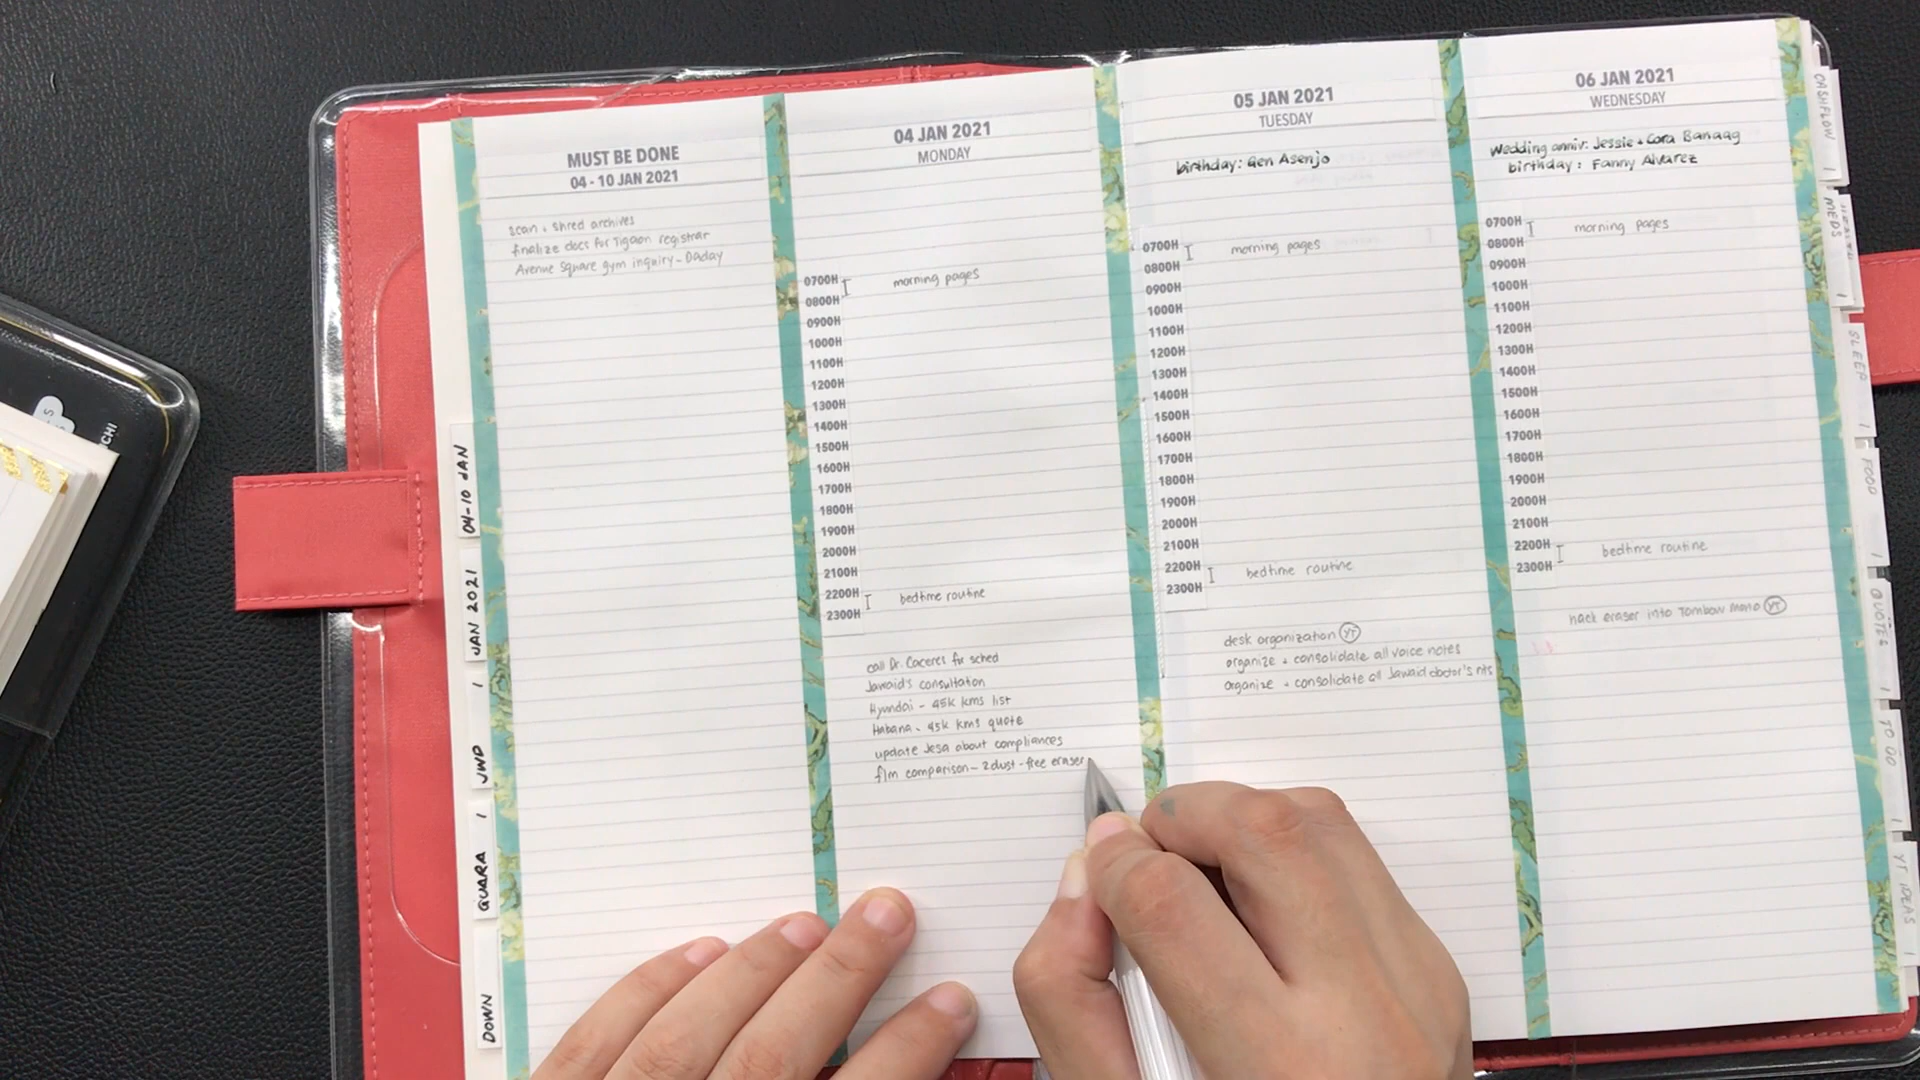 MUST BE DONE
04 - 10 JAN 2021
scan + shred archives
finalize docs for Tigaon registrar
Avenue Square gym inquiry - Daday
04 JAN 2021
MONDAY
0700H morning pages
0800H
0900H
1000H
1100H
1200H
1300H
1400H
1500H
1600H
1700H
1800H
1900H
2000H
2100H
2200H bedtime routine
2300H
call Dr. Caceres for sched
Jawaid's consultation
Hyundai - 45k kms list
Habana - 45k kms quote
update Jesa about compliances
film comparison - 2 dust-free eraser
05 JAN 2021
TUESDAY
birthday: Gen Asenjo
0700H morning pages
0800H
0900H
1000H
1100H
1200H
1300H
1400H
1500H
1600H
1700H
1800H
1900H
2000H
2100H
2200H bedtime routine
2300H
desk organization YT
organize + consolidate all voice notes
organize + consolidate all Jawaid doctor's nts
06 JAN 2021
WEDNESDAY
Wedding anniv: Jessie + Cora Banaag
birthday: Fanny Alvarez
0700H morning pages
0800H
0900H
1000H
1100H
1200H
1300H
1400H
1500H
1600H
1700H
1800H
1900H
2000H
2100H
2200H bedtime routine
2300H
hack eraser into Tombow mono YT
04-10 JAN
JAN 2021
JWD
QUARA
DOWN
CASHFLOW
MEDS
SLEEP
FOOD
QUOTES
TO DO
YT IDEAS